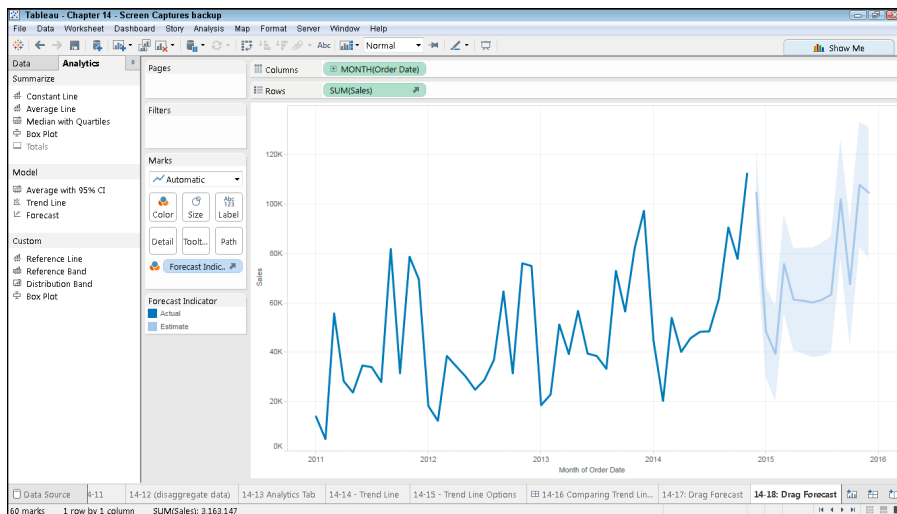 Tableau - Chapter 14 - Screen Captures backup
File Data Worksheet Dashboard Story Analysis Map Format Server Window Help
Abc Normal Show Me
Data Analytics
Summarize
Constant Line
Average Line
Median with Quartiles
Box Plot
Totals
Model
Average with 95% CI
Trend Line
Forecast
Custom
Reference Line
Reference Band
Distribution Band
Box Plot
Pages
Filters
Marks
Automatic
Abc
123
Color Size Label
Detail Toolt... Path
Forecast Indic..
Forecast Indicator
Actual
Estimate
Columns MONTH(Order Date)
Rows SUM(Sales)
120K
100K
80K
60K
40K
20K
0K
Sales
2011 2012 2013 2014 2015 2016
Month of Order Date
Data Source 4-11 14-12 (disaggregate data) 14-13 Analytics Tab 14-14 - Trend Line 14-15 - Trend Line Options 14-16 Comparing Trend Lin... 14-17: Drag Forecast 14-18: Drag Forecast
60 marks 1 row by 1 column SUM(Sales): 3,163,147